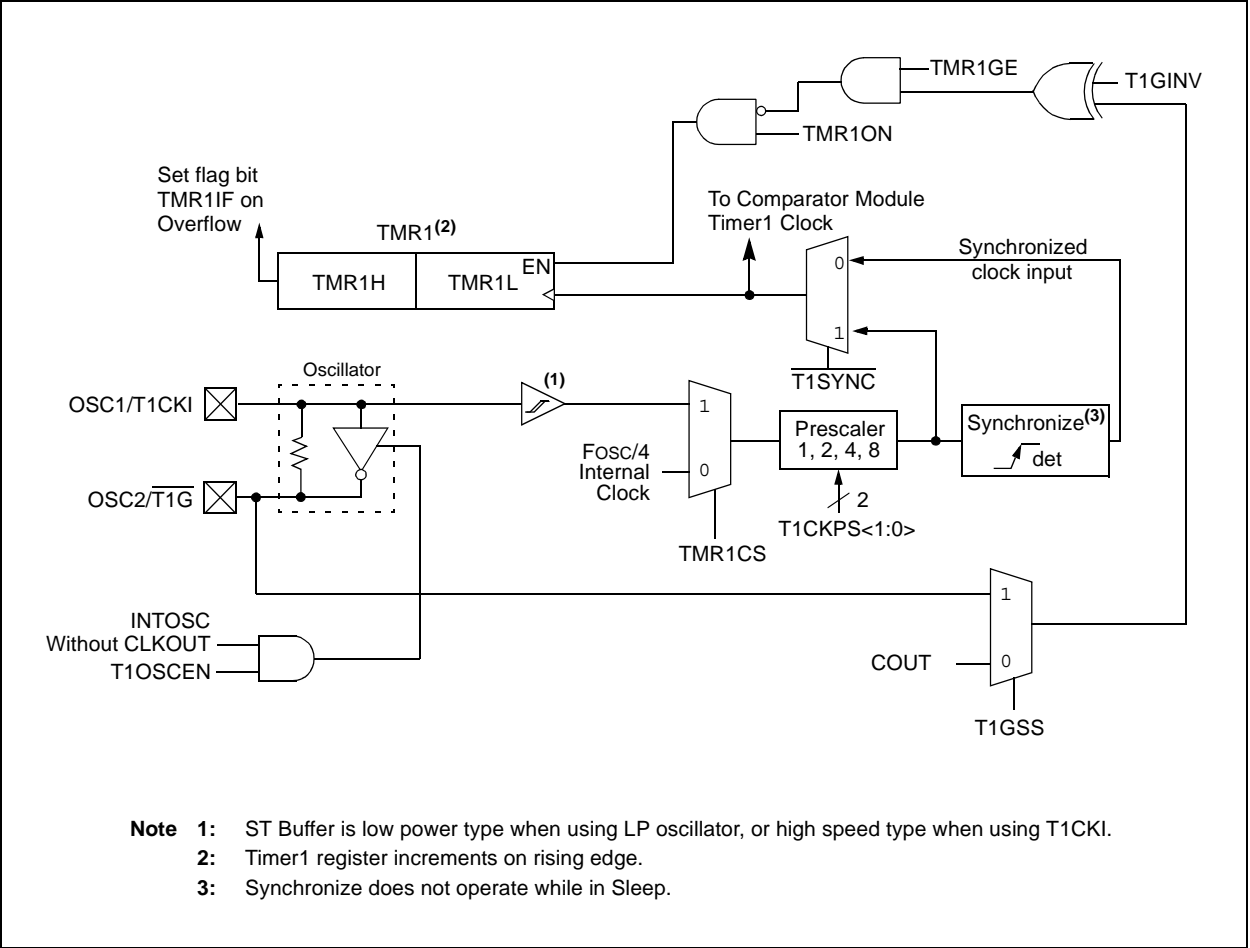 TMR1GE
T1GINV
TMR1ON
Set flag bit
TMR1IF on
Overflow
To Comparator Module
Timer1 Clock
TMR1(2)
EN
TMR1H
TMR1L
0
Synchronized
clock input
1
T1SYNC
Oscillator
(1)
OSC1/T1CKI
1
FOSC/4
Internal
Clock
0
Prescaler
1, 2, 4, 8
Synchronize(3)
det
OSC2/T1G
2
T1CKPS<1:0>
TMR1CS
1
INTOSC
Without CLKOUT
T1OSCEN
COUT
0
T1GSS
Note 1: ST Buffer is low power type when using LP oscillator, or high speed type when using T1CKI.
2: Timer1 register increments on rising edge.
3: Synchronize does not operate while in Sleep.